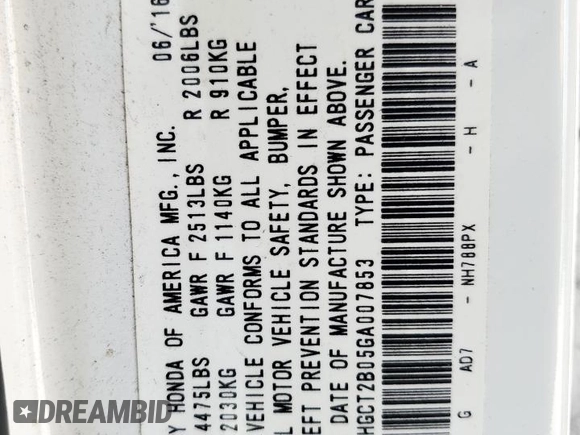 Y HONDA OF AMERICA MFG., INC. 06/'16
4475LBS GAWR F 2513LBS R 2006LBS
2030KG GAWR F 1140KG R 910KG
VEHICLE CONFORMS TO ALL APPLICABLE
L MOTOR VEHICLE SAFETY, BUMPER,
EFT PREVENTION STANDARDS IN EFFECT
DATE OF MANUFACTURE SHOWN ABOVE.
HGCT2B05GA007853 TYPE: PASSENGER CAR
G AD7 - NH788PX - H - A
DREAMBID